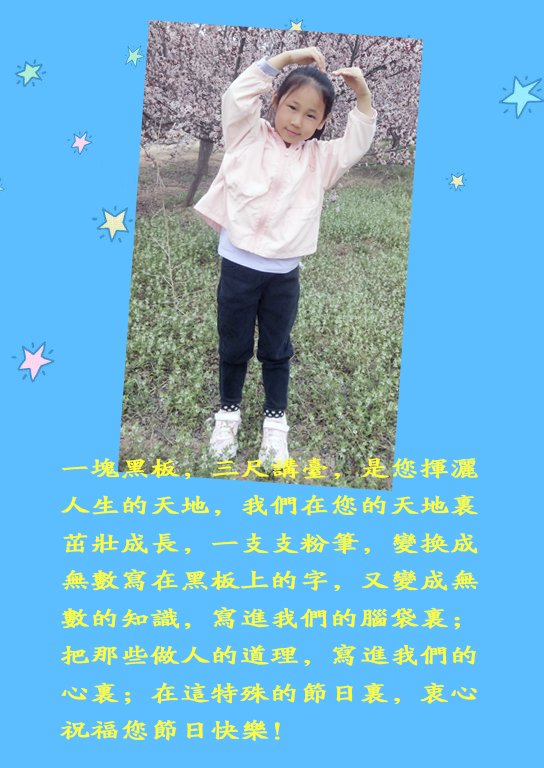 一塊黑板，三尺講臺，是您揮灑
人生的天地，我們在您的天地裏
茁壯成長，一支支粉筆，變換成
無數寫在黑板上的字，又變成無
數的知識，寫進我們的腦袋裏；
把那些做人的道理，寫進我們的
心裏；在這特殊的節日裏，衷心
祝福您節日快樂！